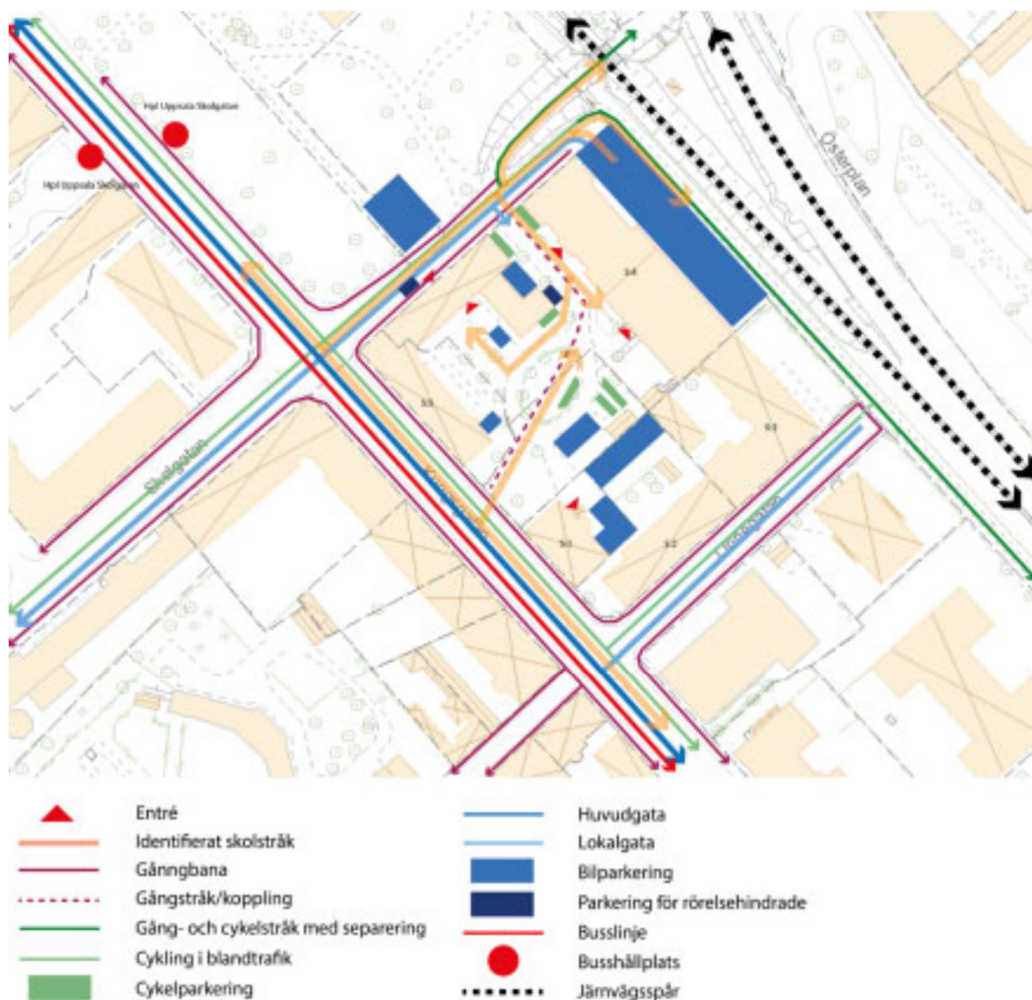 Hpl Uppsala Skolgatan
Hpl Uppsala Skolgatan
Österplan
S4
S5
Skolgatan
S3
S1
S2
Entré
Identifierat skolstråk
Gånngbana
Gångstråk/koppling
Gång- och cykelstråk med separering
Cykling i blandtrafik
Cykelparkering
Huvudgata
Lokalgata
Bilparkering
Parkering för rörelsehindrade
Busslinje
Busshållplats
Järnvägsspår